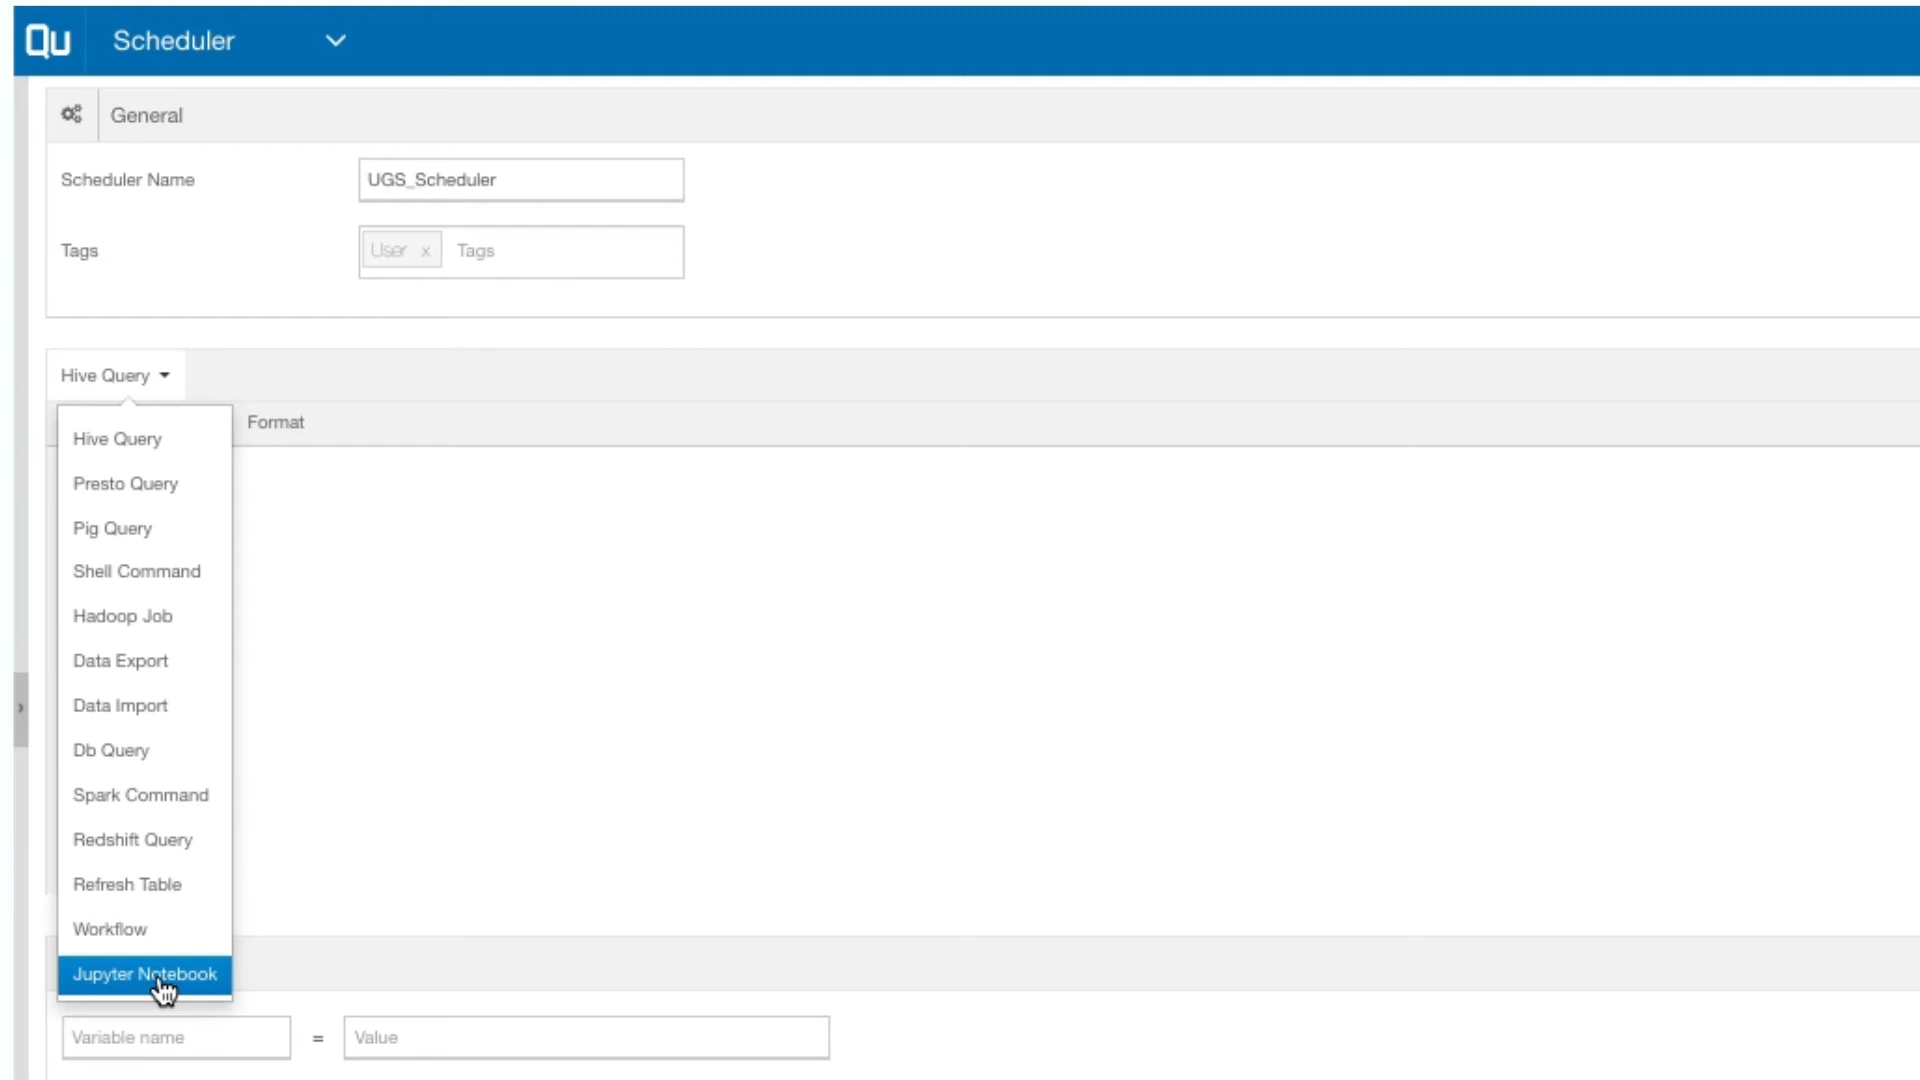 Qu Scheduler
General
Scheduler Name UGS_Scheduler
Tags User x Tags
Hive Query
Format
Hive Query
Presto Query
Pig Query
Shell Command
Hadoop Job
Data Export
Data Import
Db Query
Spark Command
Redshift Query
Refresh Table
Workflow
Jupyter Notebook
Variable name = Value